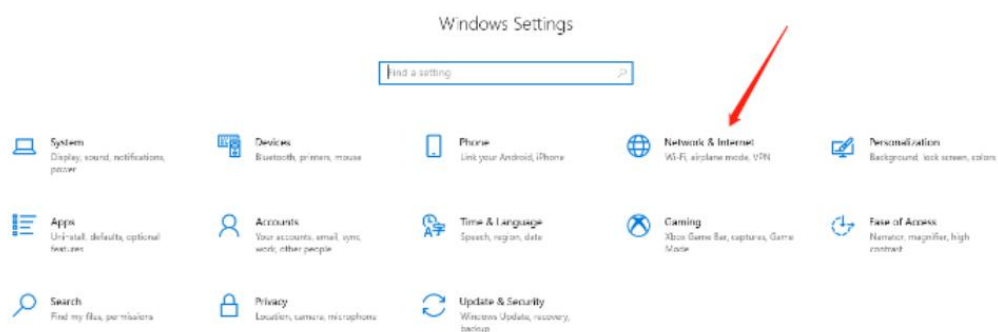 Windows Settings
Find a setting
System
Display, sound, notifications,
power
Devices
Bluetooth, printers, mouse
Phone
Link your Android, iPhone
Network & Internet
Wi-Fi, airplane mode, VPN
Personalization
Background, lock screen, colors
Apps
Uninstall, defaults, optional
features
Accounts
Your accounts, email, sync,
work, other people
Time & Language
Speech, region, date
Gaming
Xbox Game Bar, captures, Game
Mode
Ease of Access
Narrator, magnifier, high
contrast
Search
Find my files, permissions
Privacy
Location, camera, microphone
Update & Security
Windows Update, recovery,
backup